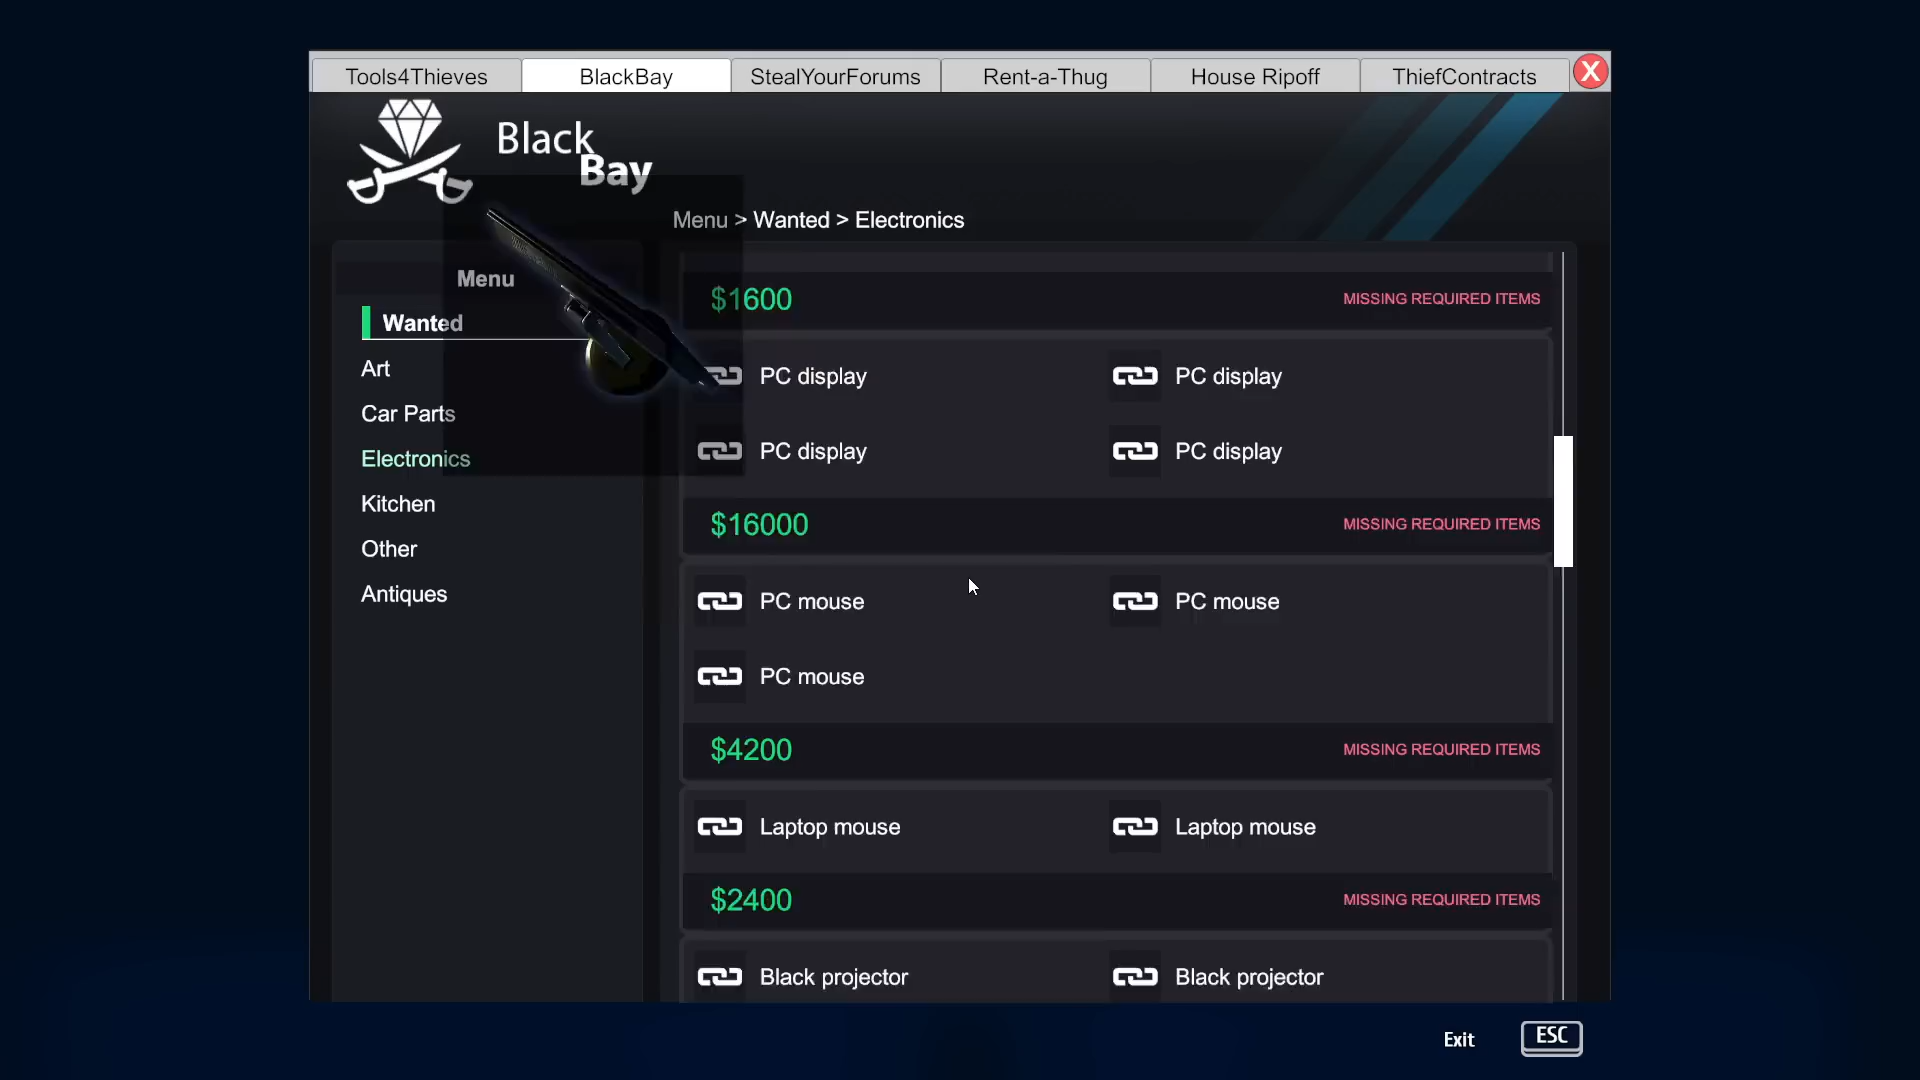 Tools4Thieves BlackBay StealYourForums Rent-a-Thug House Ripoff ThiefContracts X
Black
Bay
Menu > Wanted > Electronics
Menu
Wanted
Art
Car Parts
Electronics
Kitchen
Other
Antiques
$1600 MISSING REQUIRED ITEMS
PC display PC display
PC display PC display
$16000 MISSING REQUIRED ITEMS
PC mouse PC mouse
PC mouse
$4200 MISSING REQUIRED ITEMS
Laptop mouse Laptop mouse
$2400 MISSING REQUIRED ITEMS
Black projector Black projector
Exit ESC